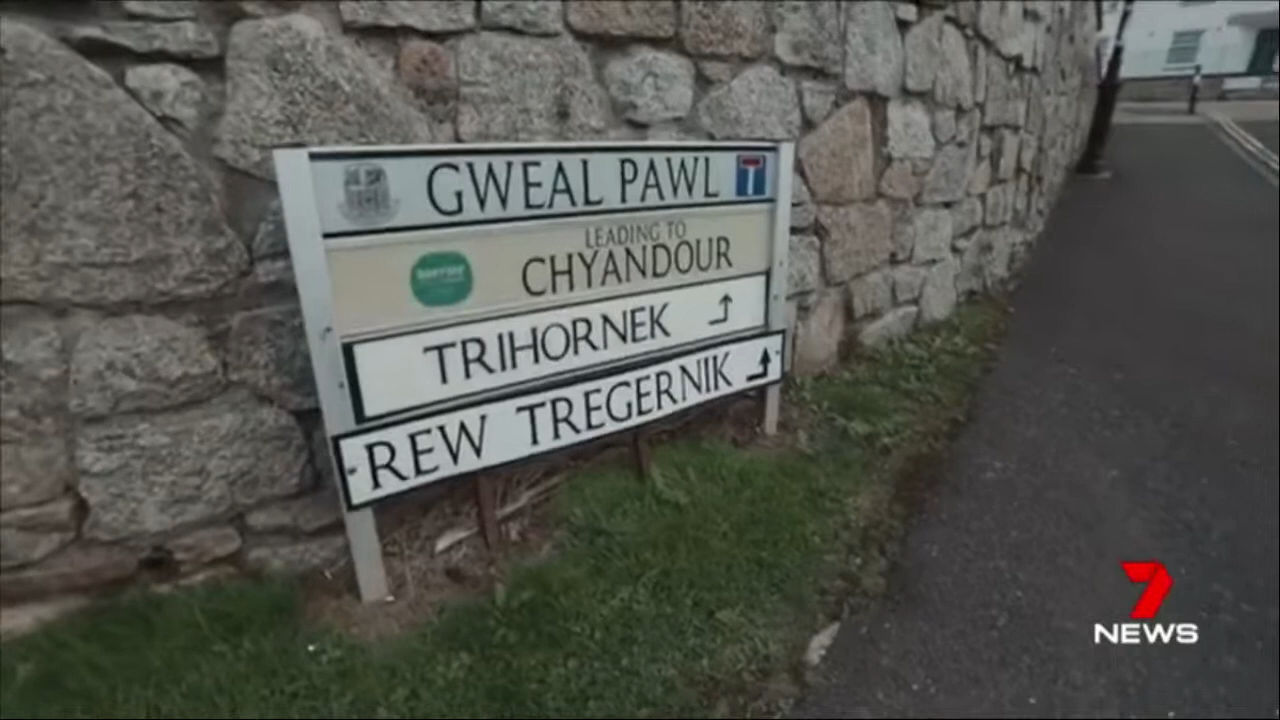 GWEAL PAWL
LEADING TO
CHYANDOUR
TRIHORNEK
REW TREGERNIK
7
NEWS